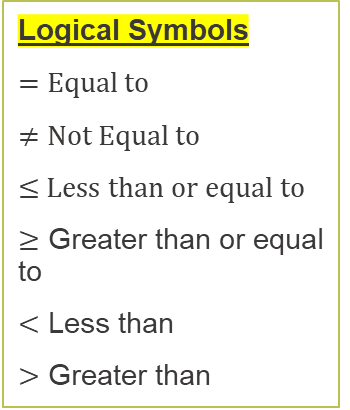 Logical Symbols
= Equal to
≠ Not Equal to
≤ Less than or equal to
≥ Greater than or equal
to
< Less than
> Greater than